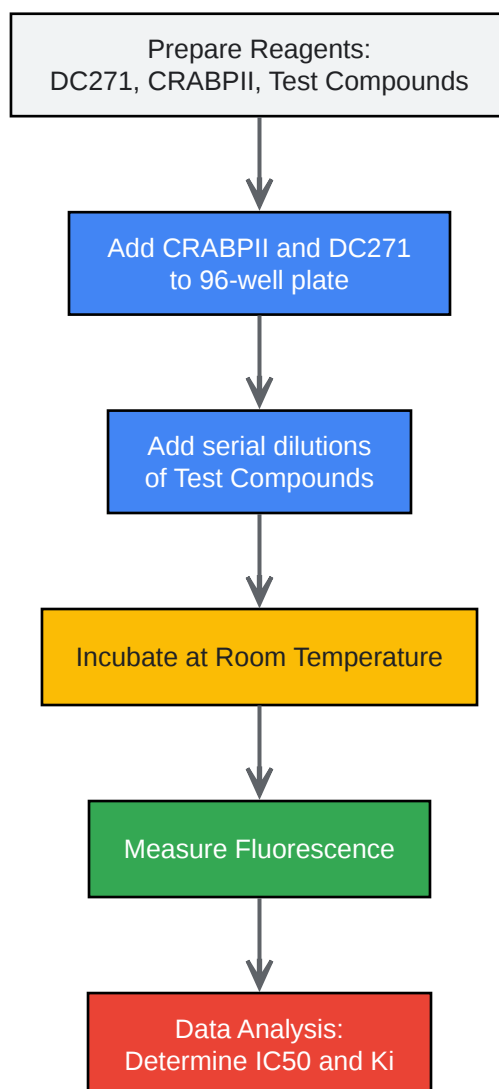 Prepare Reagents:
DC271, CRABPII, Test Compounds
Add CRABPII and DC271
to 96-well plate
Add serial dilutions
of Test Compounds
Incubate at Room Temperature
Measure Fluorescence
Data Analysis:
Determine IC50 and Ki